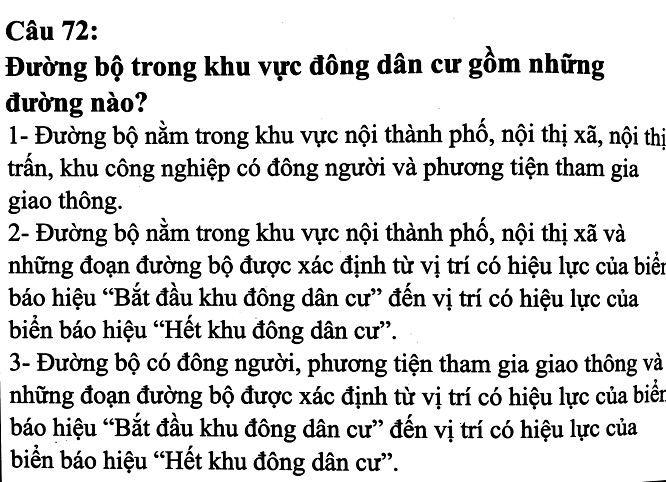 Câu 72:
Đường bộ trong khu vực đông dân cư gồm những
đường nào?
1- Đường bộ nằm trong khu vực nội thành phố, nội thị xã, nội thị
trấn, khu công nghiệp có đông người và phương tiện tham gia
giao thông.
2- Đường bộ nằm trong khu vực nội thành phố, nội thị xã và
những đoạn đường bộ được xác định từ vị trí có hiệu lực của biển
báo hiệu “Bắt đầu khu đông dân cư” đến vị trí có hiệu lực của
biển báo hiệu “Hết khu đông dân cư”.
3- Đường bộ có đông người, phương tiện tham gia giao thông và
những đoạn đường bộ được xác định từ vị trí có hiệu lực của biển
báo hiệu “Bắt đầu khu đông dân cư” đến vị trí có hiệu lực của
biển báo hiệu “Hết khu đông dân cư”.